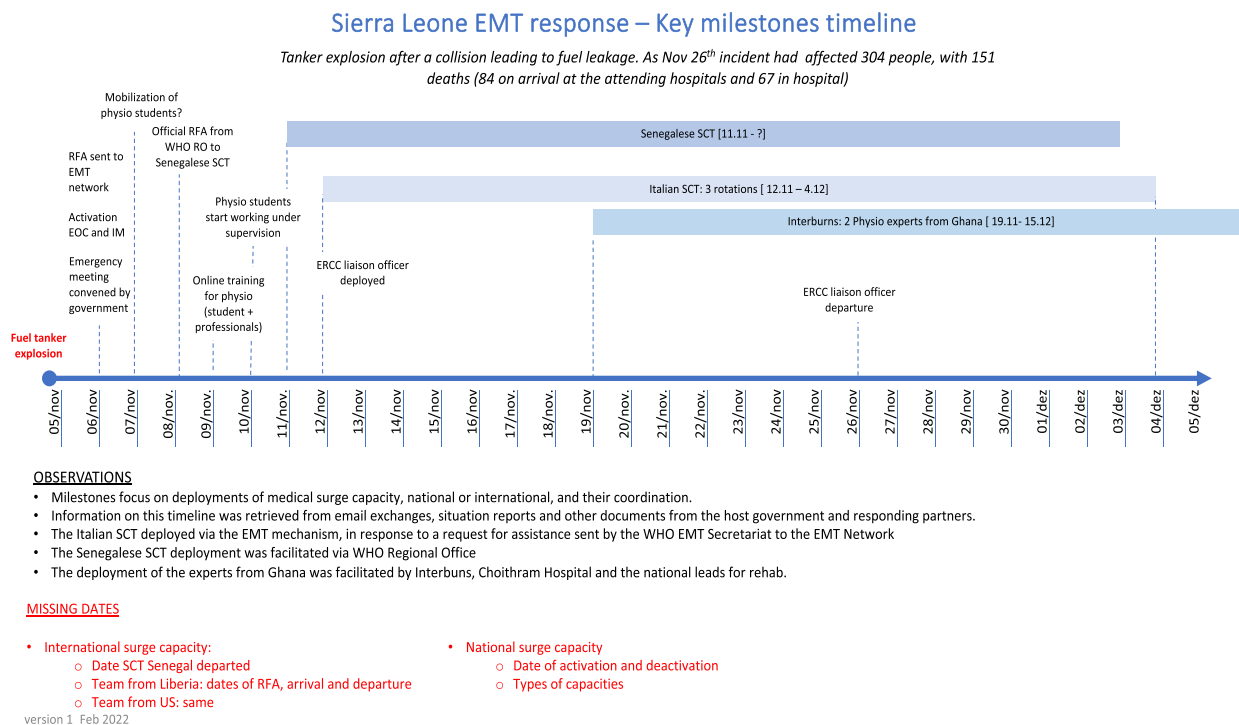 Sierra Leone EMT response – Key milestones timeline
Tanker explosion after a collision leading to fuel leakage. As Nov 26th incident had affected 304 people, with 151
deaths (84 on arrival at the attending hospitals and 67 in hospital)
Mobilization of
physio students?
Official RFA from
WHO RO to
Senegalese SCT
Senegalese SCT [11.11 - ?]
RFA sent to
EMT
network
Italian SCT: 3 rotations [ 12.11 – 4.12]
Physio students
start working under
supervision
Activation
EOC and IM
Interburns: 2 Physio experts from Ghana [ 19.11- 15.12]
Emergency
meeting
convened by
government
ERCC liaison officer
deployed
Online training
for physio
(student +
professionals)
ERCC liaison officer
departure
Fuel tanker
explosion
05/nov
06/nov
07/nov
08/nov.
09/nov.
10/nov
11/nov.
12/nov
13/nov
14/nov.
15/nov
16/nov
17/nov.
18/nov.
19/nov
20/nov.
21/nov.
22/nov.
23/nov
24/nov
25/nov
26/nov
27/nov
28/nov
29/nov
30/nov
01/dez
02/dez
03/dez
04/dez
05/dez
OBSERVATIONS
• Milestones focus on deployments of medical surge capacity, national or international, and their coordination.
• Information on this timeline was retrieved from email exchanges, situation reports and other documents from the host government and responding partners.
• The Italian SCT deployed via the EMT mechanism, in response to a request for assistance sent by the WHO EMT Secretariat to the EMT Network
• The Senegalese SCT deployment was facilitated via WHO Regional Office
• The deployment of the experts from Ghana was facilitated by Interbuns, Choithram Hospital and the national leads for rehab.
MISSING DATES
• International surge capacity:
o Date SCT Senegal departed
o Team from Liberia: dates of RFA, arrival and departure
o Team from US: same
• National surge capacity
o Date of activation and deactivation
o Types of capacities
version 1 Feb 2022